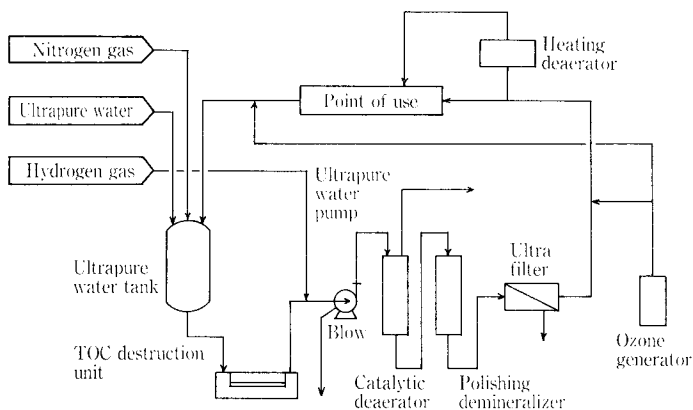 Nitrogen gas
Heating
deaerator
Ultrapure water
Point of use
Hydrogen gas
Ultrapure
water
pump
Ultrapure
water tank
Ultra
filter
Blow
TOC destruction
unit
Ozone
generator
Catalytic
deaerator
Polishing
demineralizer